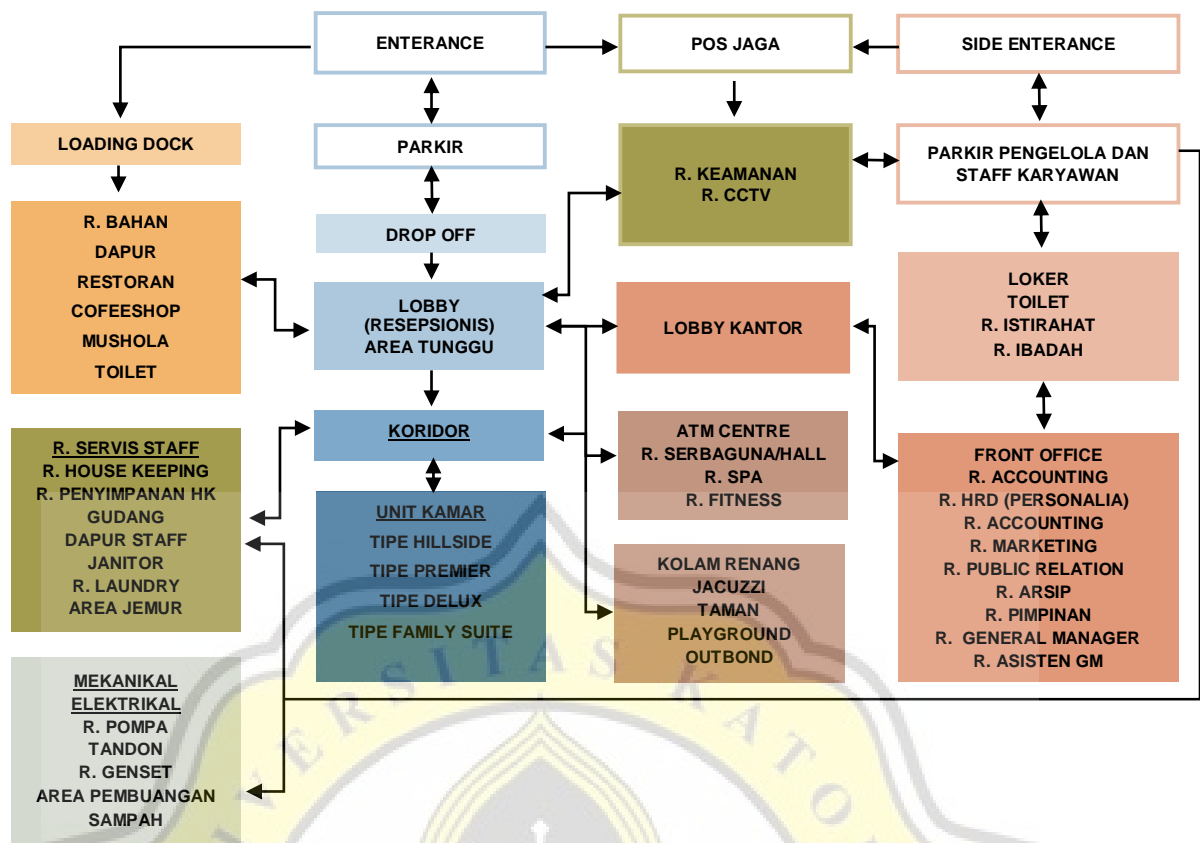 ENTERANCE
POS JAGA
SIDE ENTERANCE
LOADING DOCK
PARKIR
R. KEAMANAN
R. CCTV
PARKIR PENGELOLA DAN
STAFF KARYAWAN
R. BAHAN
DAPUR
RESTORAN
COFEESHOP
MUSHOLA
TOILET
DROP OFF
LOBBY
(RESEPSIONIS)
AREA TUNGGU
LOBBY KANTOR
LOKER
TOILET
R. ISTIRAHAT
R. IBADAH
R. SERVIS STAFF
R. HOUSE KEEPING
R. PENYIMPANAN HK
GUDANG
DAPUR STAFF
JANITOR
R. LAUNDRY
AREA JEMUR
KORIDOR
ATM CENTRE
R. SERBAGUNA/HALL
R. SPA
R. FITNESS
FRONT OFFICE
R. ACCOUNTING
R. HRD (PERSONALIA)
R. ACCOUNTING
R. MARKETING
R. PUBLIC RELATION
R. ARSIP
R. PIMPINAN
R. GENERAL MANAGER
R. ASISTEN GM
UNIT KAMAR
TIPE HILLSIDE
TIPE PREMIER
TIPE DELUX
TIPE FAMILY SUITE
KOLAM RENANG
JACUZZI
TAMAN
PLAYGROUND
OUTBOND
MEKANIKAL
ELEKTRIKAL
R. POMPA
TANDON
R. GENSET
AREA PEMBUANGAN
SAMPAH